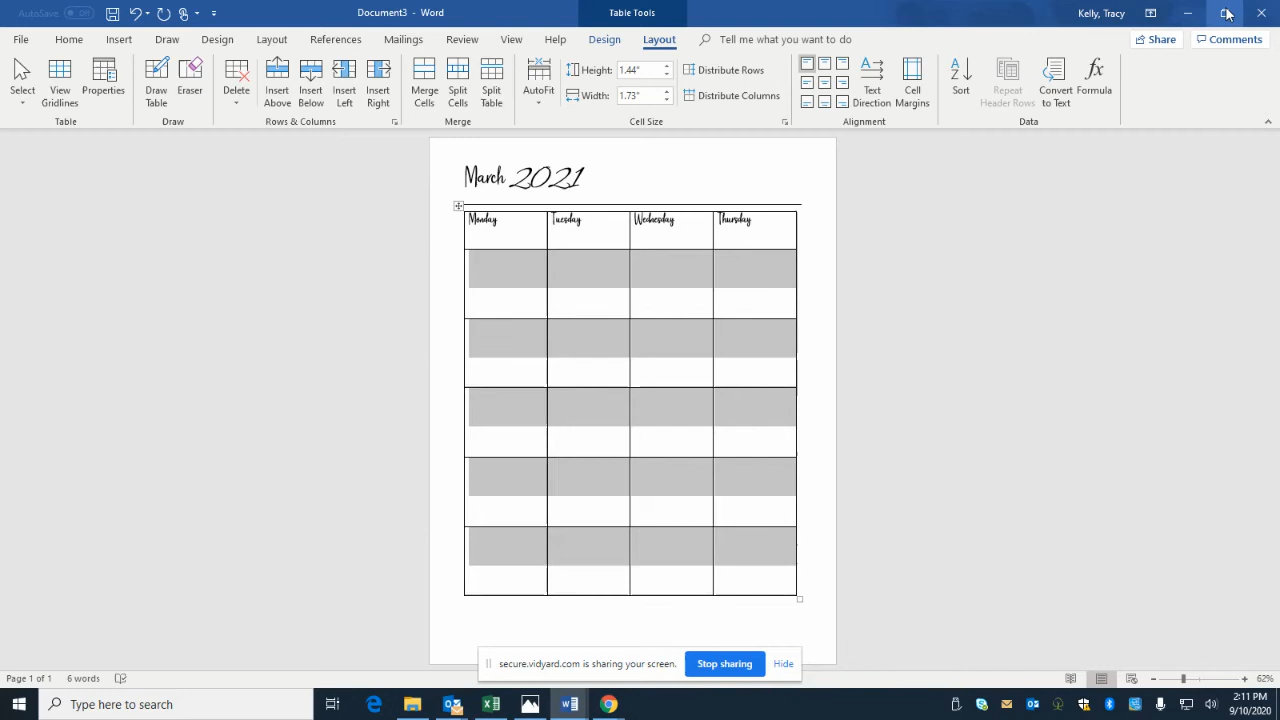 AutoSave Off Document3 - Word Table Tools Kelly, Tracy
File Home Insert Draw Design Layout References Mailings Review View Help Design Layout Tell me what you want to do Share Comments
Select View Gridlines Properties Draw Table Eraser Delete Insert Above Insert Below Insert Left Insert Right Merge Cells Split Cells Split Table AutoFit Height: 1.44" Width: 1.73" Distribute Rows Distribute Columns Text Direction Cell Margins Sort Repeat Header Rows Convert to Text Formula
Table Draw Rows & Columns Merge Cell Size Alignment Data
March 2021
Monday Tuesday Wednesday Thursday
secure.vidyard.com is sharing your screen. Stop sharing Hide
Page 1 of 1 6 words 62%
Type here to search 2:11 PM
9/10/2020